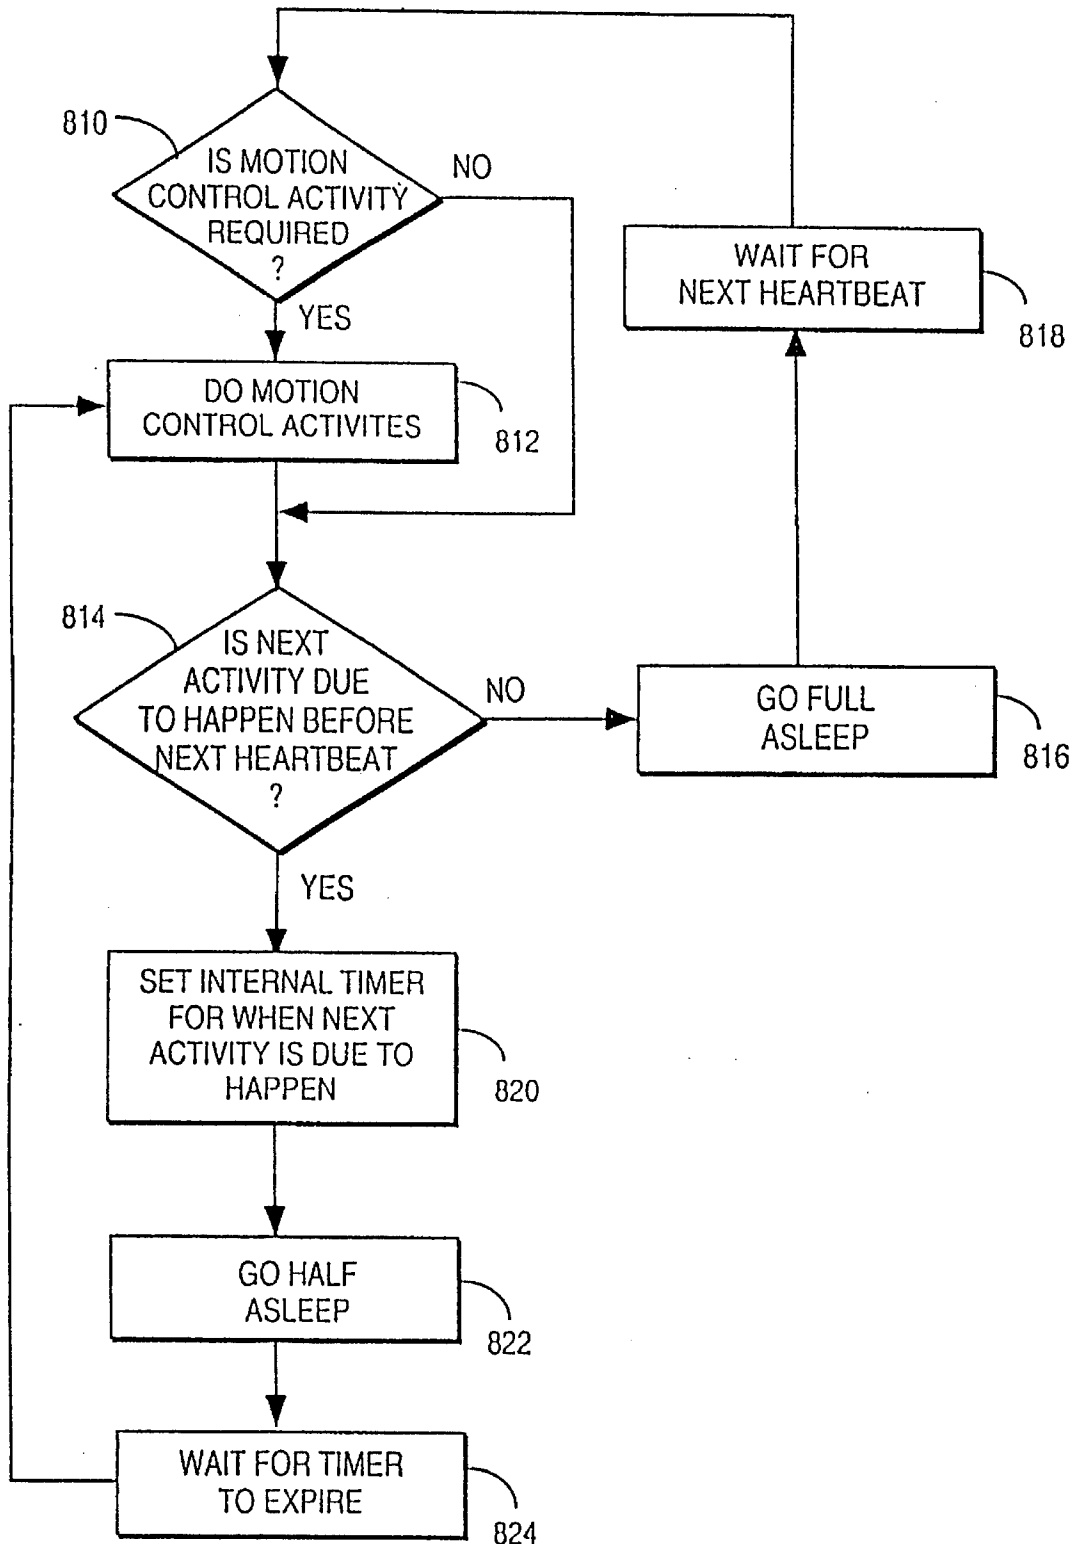 810
IS MOTION
CONTROL ACTIVITY
REQUIRED
?
NO
YES
WAIT FOR
NEXT HEARTBEAT
818
DO MOTION
CONTROL ACTIVITES
812
814
IS NEXT
ACTIVITY DUE
TO HAPPEN BEFORE
NEXT HEARTBEAT
?
NO
YES
GO FULL
ASLEEP
816
SET INTERNAL TIMER
FOR WHEN NEXT
ACTIVITY IS DUE TO
HAPPEN
820
GO HALF
ASLEEP
822
WAIT FOR TIMER
TO EXPIRE
824